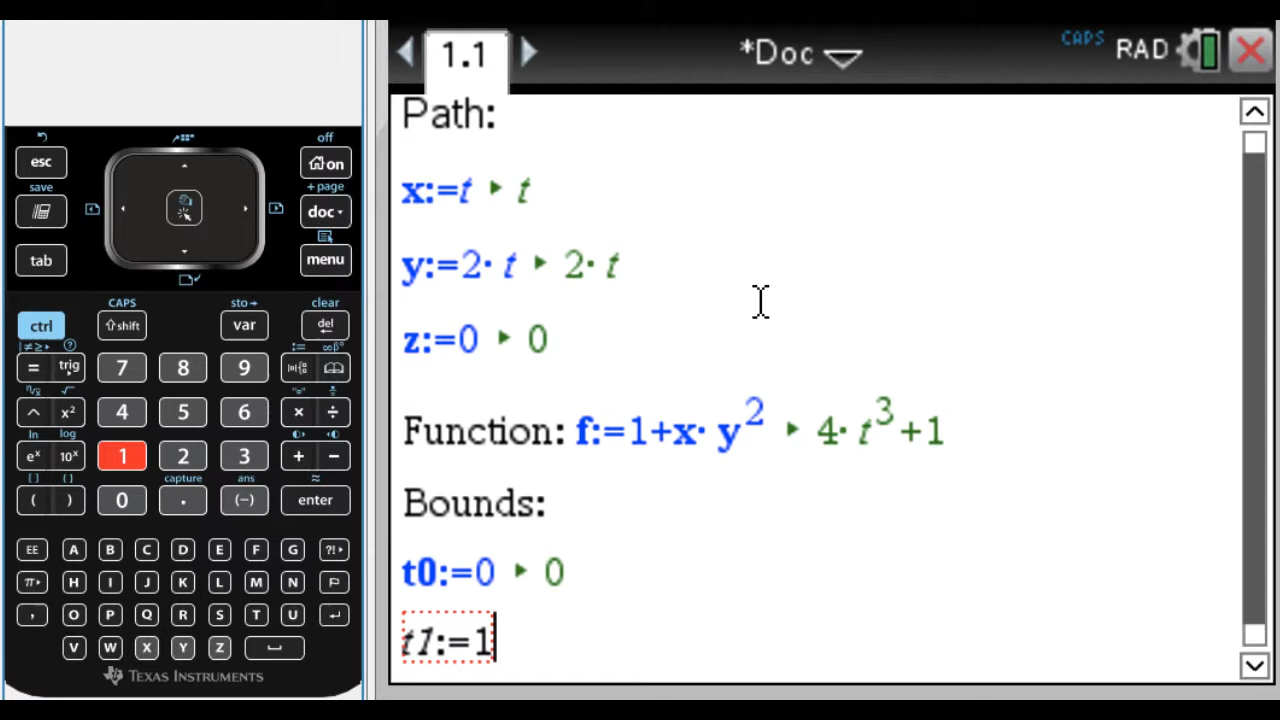 1.1
*Doc
CAPS RAD
Path:
x:=t ▸ t
y:=2· t ▸ 2· t
z:=0 ▸ 0
Function: f:=1+x· y² ▸ 4· t³+1
Bounds:
t0:=0 ▸ 0
t1:=1
off
esc
on
save
+ page
doc
tab
menu
CAPS sto→ clear
ctrl shift var del
|≠≥▸ ? := ∞β°
= trig 7 8 9
^ x² 4 5 6 × ÷
ln log
eˣ 10ˣ 1 2 3 + −
[ ] { } capture ans ≈
( ) 0 . (−) enter
EE A B C D E F G ?!▸
π▸ H I J K L M N
, O P Q R S T U
V W X Y Z
TEXAS INSTRUMENTS